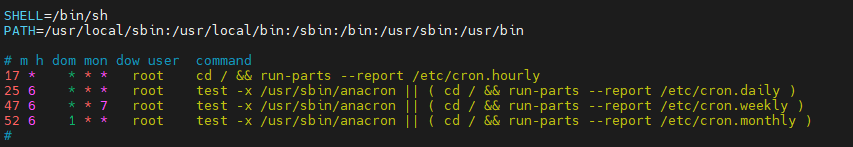 SHELL=/bin/sh
PATH=/usr/local/sbin:/usr/local/bin:/sbin:/bin:/usr/sbin:/usr/bin

# m h dom mon dow user  command
17 *    * * *   root    cd / && run-parts --report /etc/cron.hourly
25 6    * * *   root    test -x /usr/sbin/anacron || ( cd / && run-parts --report /etc/cron.daily )
47 6    * * 7   root    test -x /usr/sbin/anacron || ( cd / && run-parts --report /etc/cron.weekly )
52 6    1 * *   root    test -x /usr/sbin/anacron || ( cd / && run-parts --report /etc/cron.monthly )
#